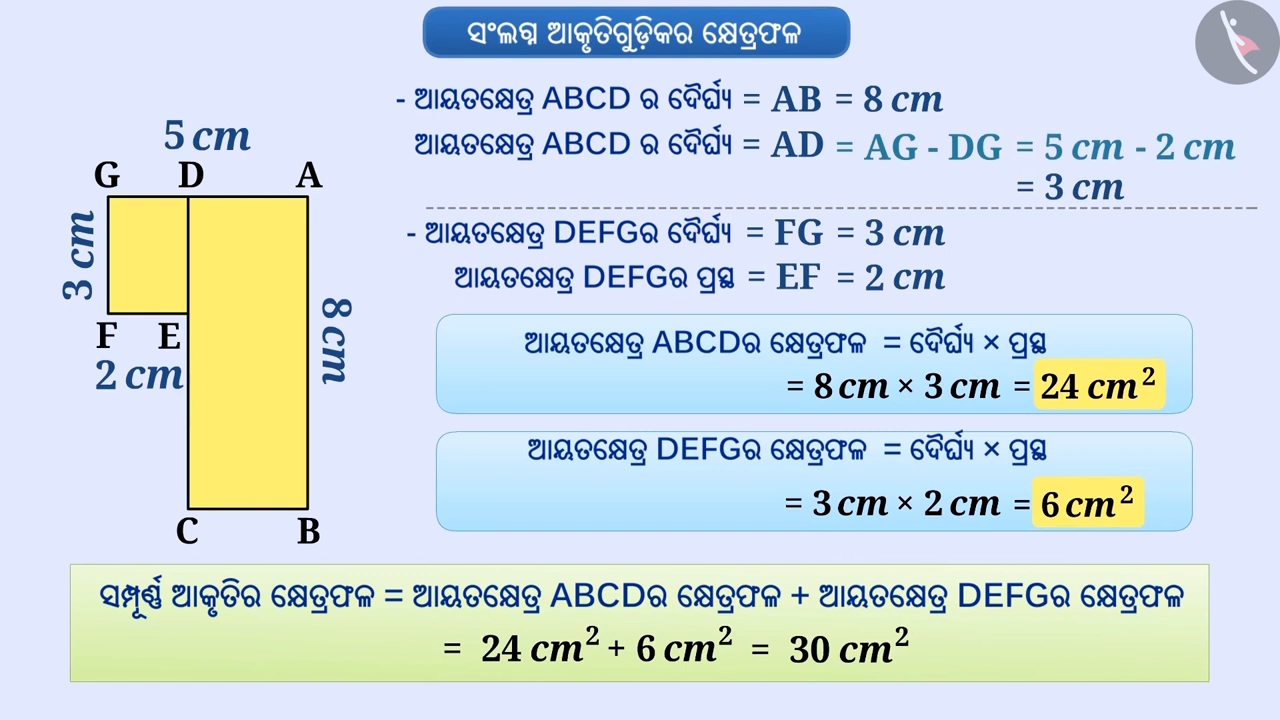 ସଂଲଗ୍ନ ଆକୃତିଗୁଡ଼ିକର କ୍ଷେତ୍ରଫଳ
- ଆୟତକ୍ଷେତ୍ର ABCD ର ଦୈର୍ଘ୍ୟ = AB = 8 cm
ଆୟତକ୍ଷେତ୍ର ABCD ର ଦୈର୍ଘ୍ୟ = AD = AG - DG = 5 cm - 2 cm
= 3 cm
- ଆୟତକ୍ଷେତ୍ର DEFGର ଦୈର୍ଘ୍ୟ = FG = 3 cm
ଆୟତକ୍ଷେତ୍ର DEFGର ପ୍ରସ୍ଥ = EF = 2 cm
5 cm
G D A
3 cm
8 cm
F E
2 cm
C B
ଆୟତକ୍ଷେତ୍ର ABCDର କ୍ଷେତ୍ରଫଳ = ଦୈର୍ଘ୍ୟ × ପ୍ରସ୍ଥ
= 8 cm × 3 cm = 24 cm²
ଆୟତକ୍ଷେତ୍ର DEFGର କ୍ଷେତ୍ରଫଳ = ଦୈର୍ଘ୍ୟ × ପ୍ରସ୍ଥ
= 3 cm × 2 cm = 6 cm²
ସମ୍ପୂର୍ଣ୍ଣ ଆକୃତିର କ୍ଷେତ୍ରଫଳ = ଆୟତକ୍ଷେତ୍ର ABCDର କ୍ଷେତ୍ରଫଳ + ଆୟତକ୍ଷେତ୍ର DEFGର କ୍ଷେତ୍ରଫଳ
= 24 cm² + 6 cm² = 30 cm²